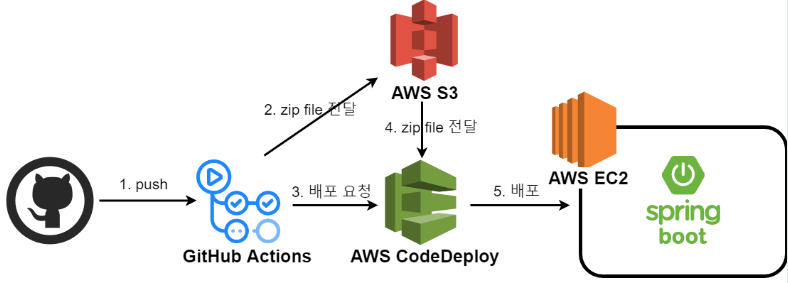 AWS S3
2. zip file 전달
4. zip file 전달
AWS EC2
1. push
3. 배포 요청
5. 배포
spring
boot
GitHub Actions
AWS CodeDeploy